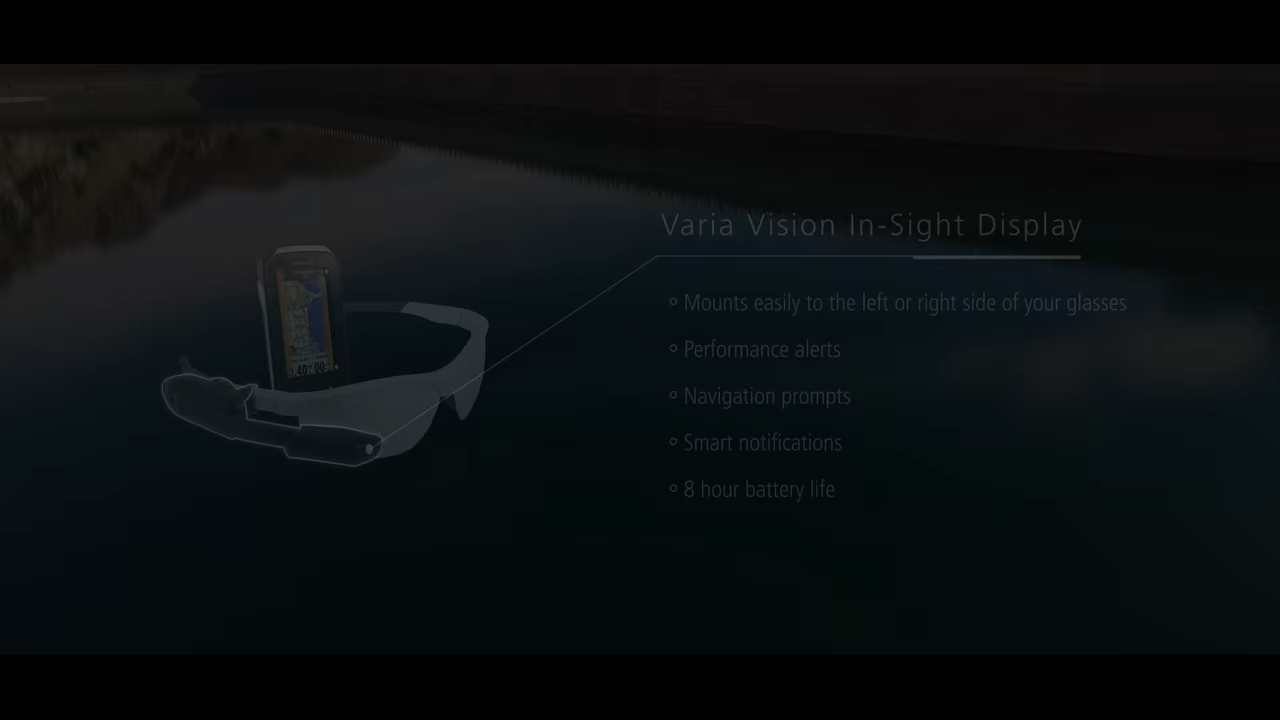 Varia Vision In-Sight Display
Mounts easily to the left or right side of your glasses
Performance alerts
Navigation prompts
Smart notifications
8 hour battery life